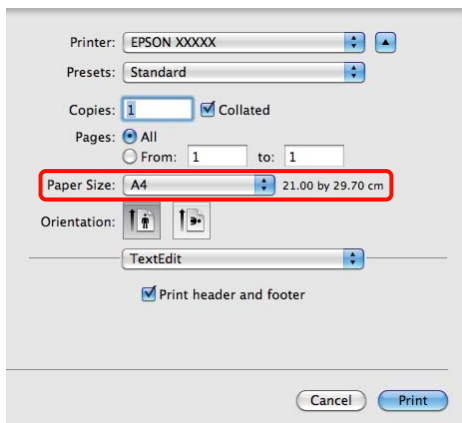 Printer: EPSON XXXXX
Presets: Standard
Copies: 1 Collated
Pages: All
From: 1 to: 1
Paper Size: A4 21.00 by 29.70 cm
Orientation:
TextEdit
Print header and footer
Cancel Print